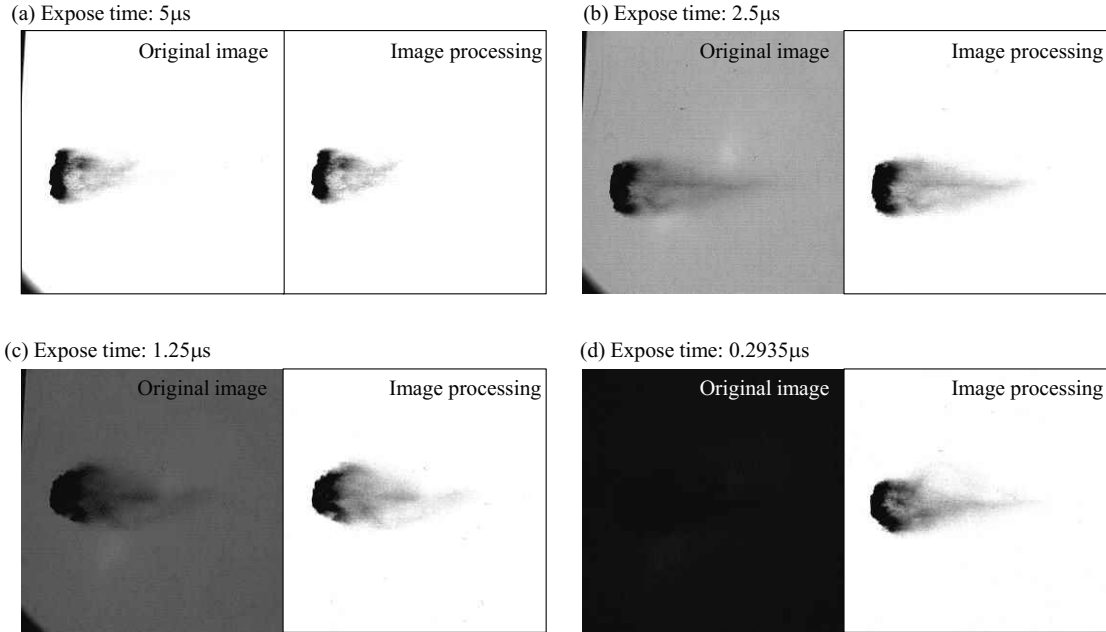 (a) Expose time: 5μs
Original image
Image processing
(b) Expose time: 2.5μs
Original image
Image processing
(c) Expose time: 1.25μs
Original image
Image processing
(d) Expose time: 0.2935μs
Original image
Image processing